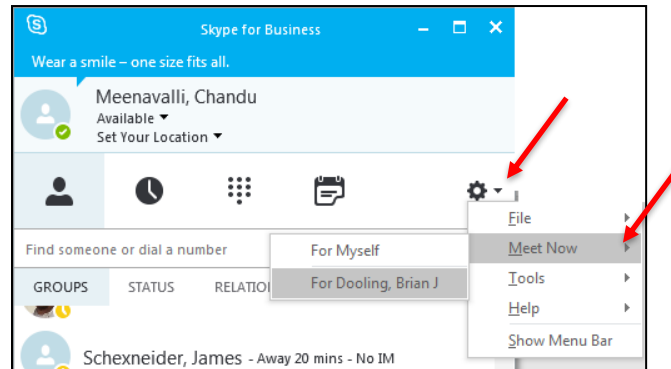 Skype for Business
Wear a smile – one size fits all.
Meenavalli, Chandu
Available
Set Your Location
File
Find someone or dial a number
For Myself
Meet Now
GROUPS
STATUS
For Dooling, Brian J
Tools
Help
Schexneider, James - Away 20 mins - No IM
Show Menu Bar